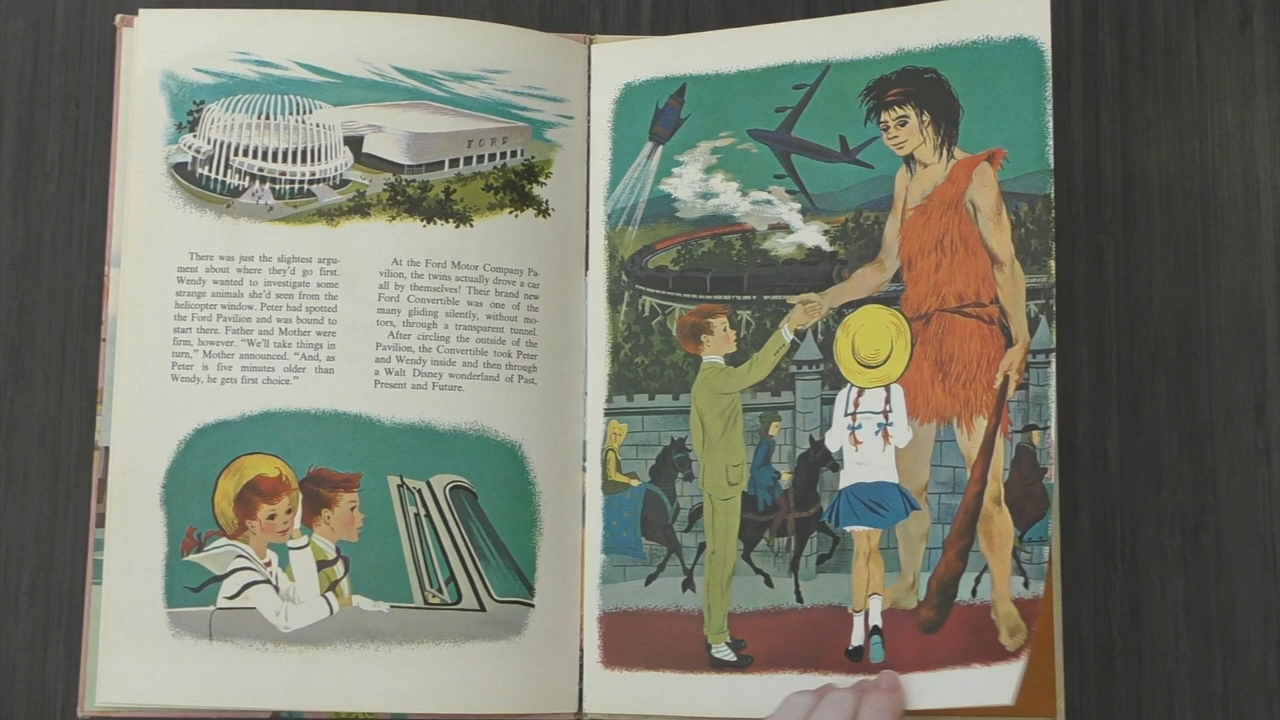 FORD
There was just the slightest argu-
ment about where they'd go first.
Wendy wanted to investigate some
strange animals she'd seen from the
helicopter window. Peter had spotted
the Ford Pavilion and was bound to
start there. Father and Mother were
firm, however. "We'll take things in
turn," Mother announced. "And, as
Peter is five minutes older than
Wendy, he gets first choice."
At the Ford Motor Company Pa-
vilion, the twins actually drove a car
all by themselves! Their brand new
Ford Convertible was one of the
many gliding silently, without mo-
tors, through a transparent tunnel.
After circling the outside of the
Pavilion, the Convertible took Peter
and Wendy inside and then through
a Walt Disney wonderland of Past,
Present and Future.